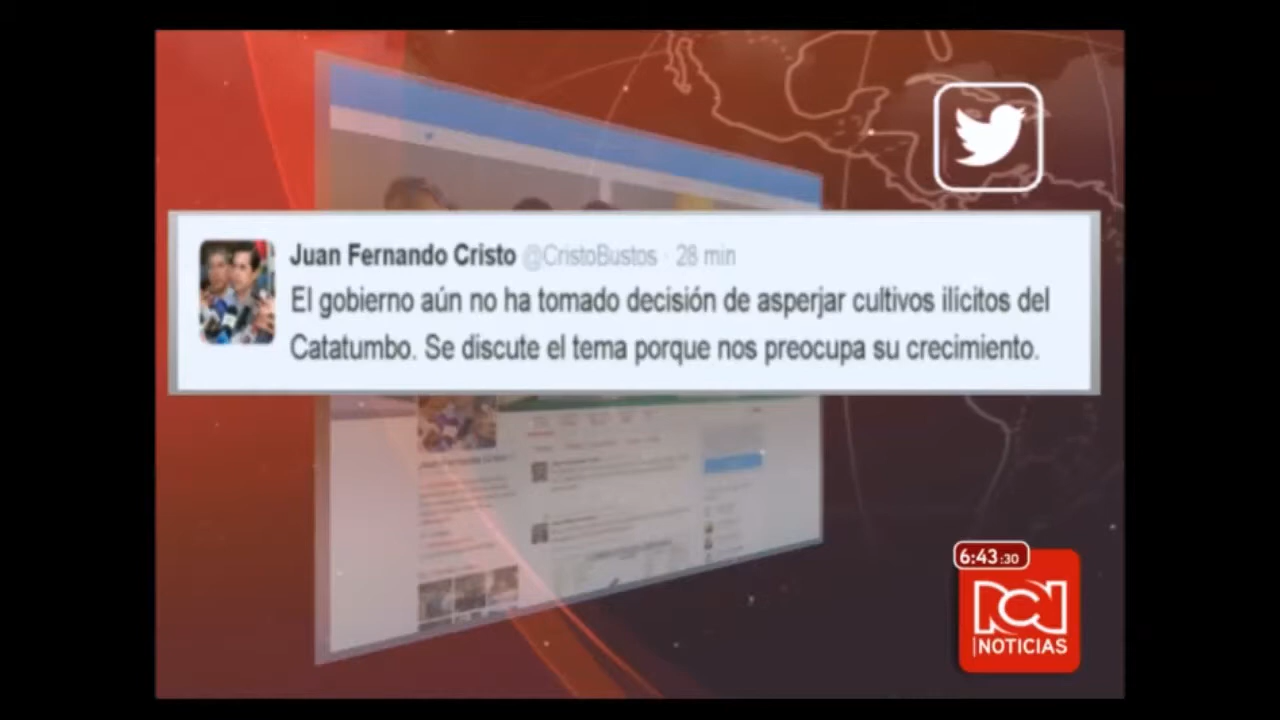 Juan Fernando Cristo @CristoBustos · 28 min
El gobierno aún no ha tomado decisión de asperjar cultivos ilícitos del
Catatumbo. Se discute el tema porque nos preocupa su crecimiento.
6:43:30
RCN
NOTICIAS